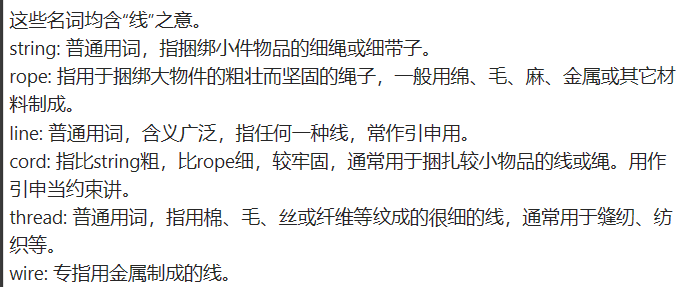 这些名词均含“线”之意。
string: 普通用词，指捆绑小件物品的细绳或细带子。
rope: 指用于捆绑大物件的粗壮而坚固的绳子，一般用绵、毛、麻、金属或其它材
料制成。
line: 普通用词，含义广泛，指任何一种线，常作引申用。
cord: 指比string粗，比rope细，较牢固，通常用于捆扎较小物品的线或绳。用作
引申当约束讲。
thread: 普通用词，指用棉、毛、丝或纤维等纹成的很细的线，通常用于缝纫、纺
织等。
wire: 专指用金属制成的线。